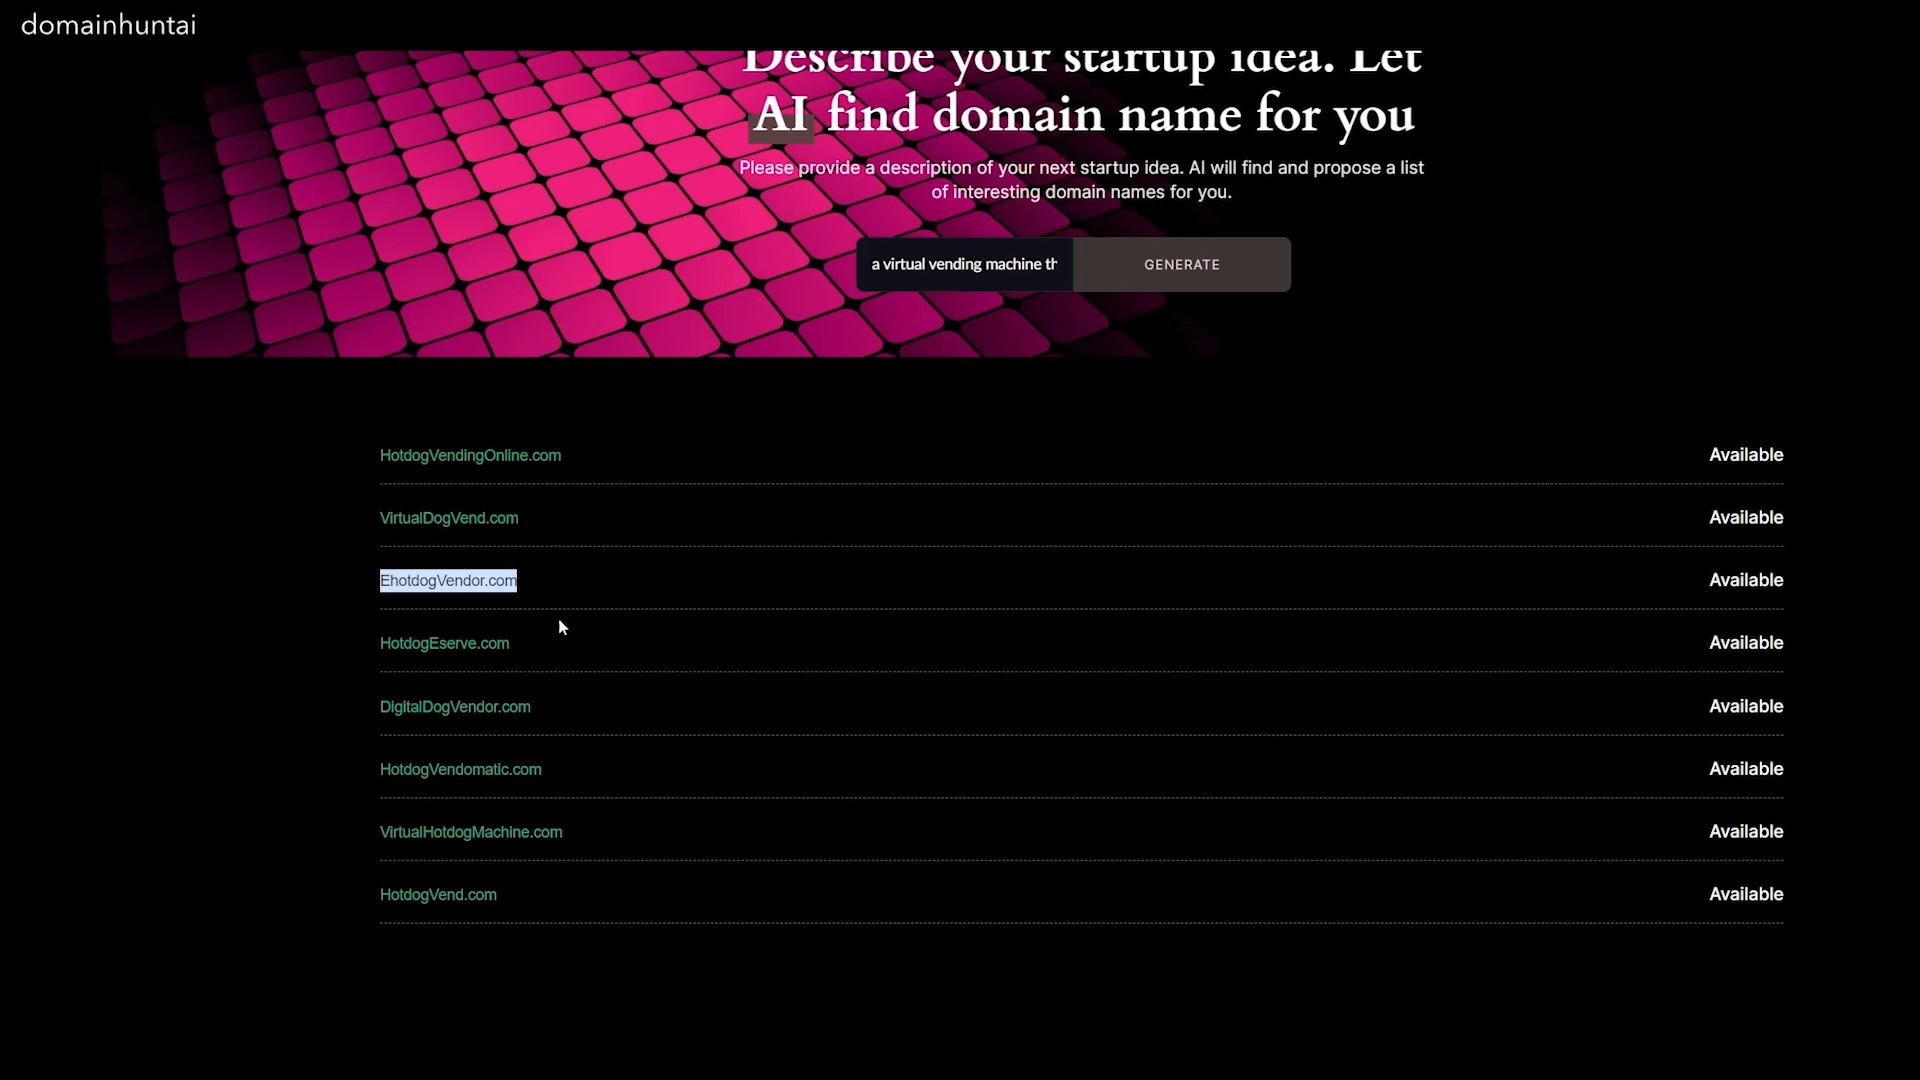 domainhuntai
Describe your startup idea. Let
AI find domain name for you
Please provide a description of your next startup idea. AI will find and propose a list
of interesting domain names for you.
a virtual vending machine th
GENERATE
HotdogVendingOnline.com Available
VirtualDogVend.com Available
EhotdogVendor.com Available
HotdogEserve.com Available
DigitalDogVendor.com Available
HotdogVendomatic.com Available
VirtualHotdogMachine.com Available
HotdogVend.com Available